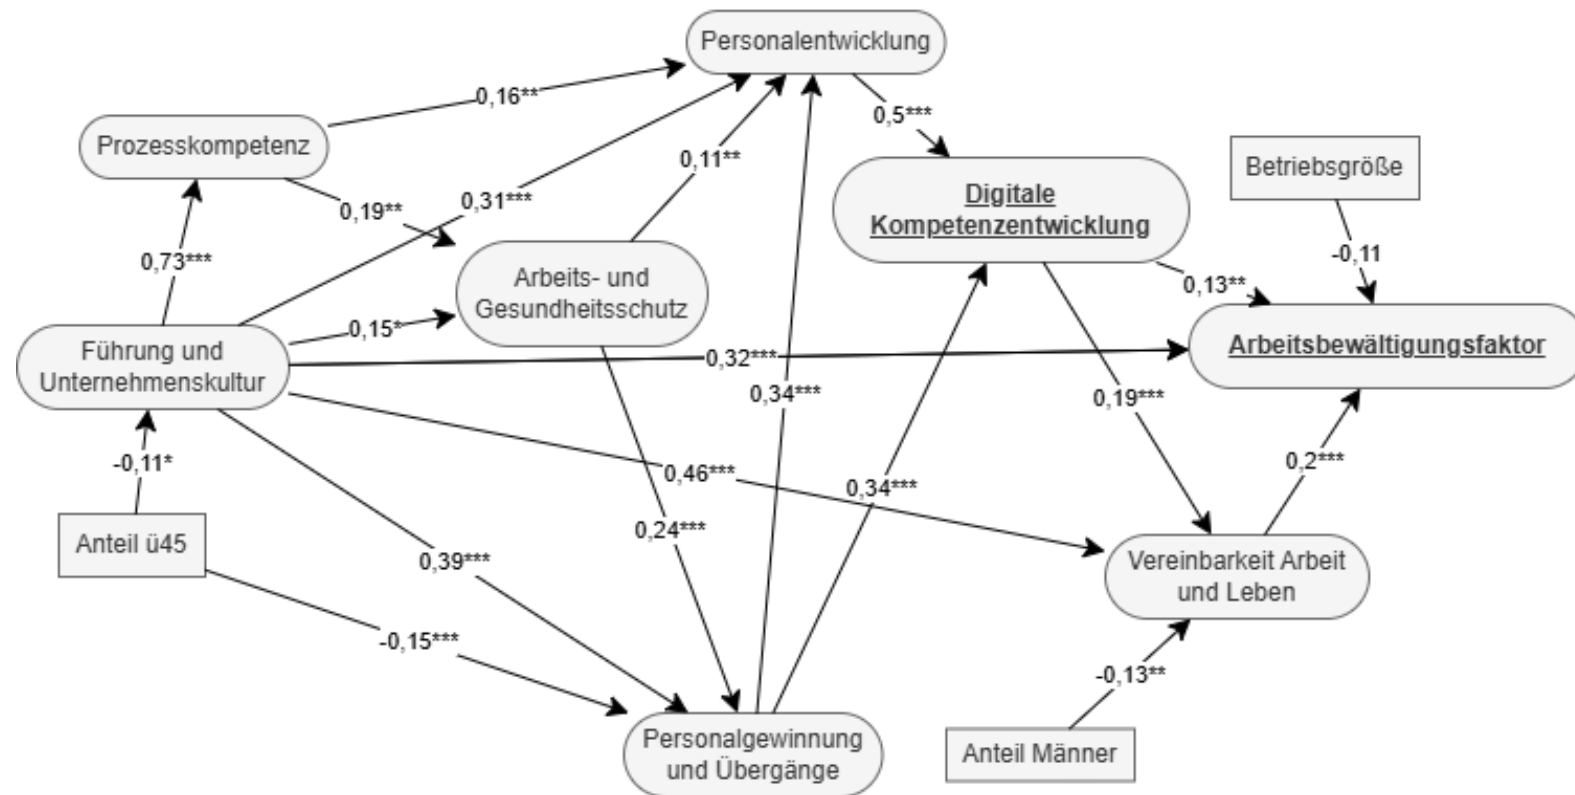 Personalentwicklung
0,16**
0,5***
Prozesskompetenz
0,11**
Betriebsgröße
0,31***
0,19**
Digitale
Kompetenzentwicklung
0,73***
-0,11
Arbeits- und
Gesundheitsschutz
0,13**
0,15*
Führung und
Unternehmenskultur
0,32***
Arbeitsbewältigungsfaktor
0,34***
0,19***
-0,11*
0,46***
0,34***
0,2***
Anteil ü45
0,39***
0,24***
Vereinbarkeit Arbeit
und Leben
-0,15***
-0,13**
Personalgewinnung
und Übergänge
Anteil Männer